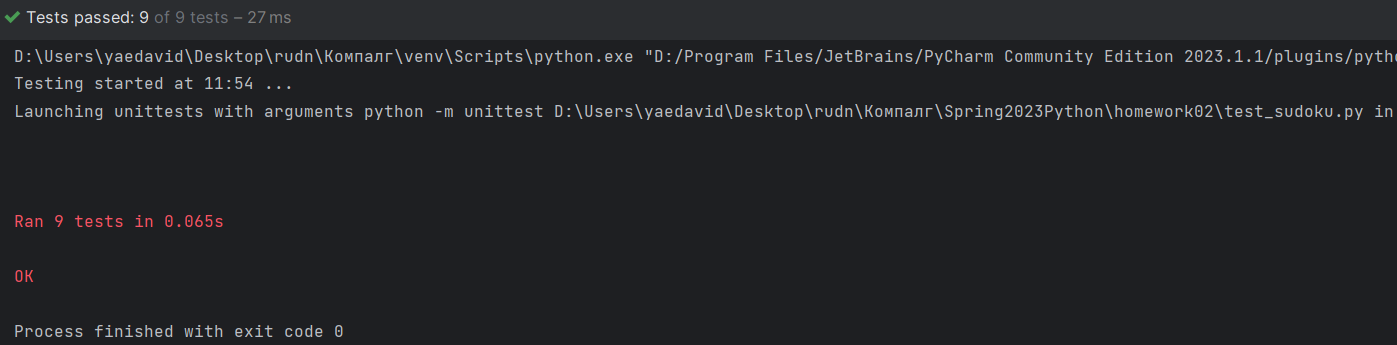 Tests passed: 9 of 9 tests – 27 ms
D:\Users\yaedavid\Desktop\rudn\Компалг\venv\Scripts\python.exe "D:/Program Files/JetBrains/PyCharm Community Edition 2023.1.1/plugins/pytho
Testing started at 11:54 ...
Launching unittests with arguments python -m unittest D:\Users\yaedavid\Desktop\rudn\Компалг\Spring2023Python\homework02\test_sudoku.py in
Ran 9 tests in 0.065s
OK
Process finished with exit code 0